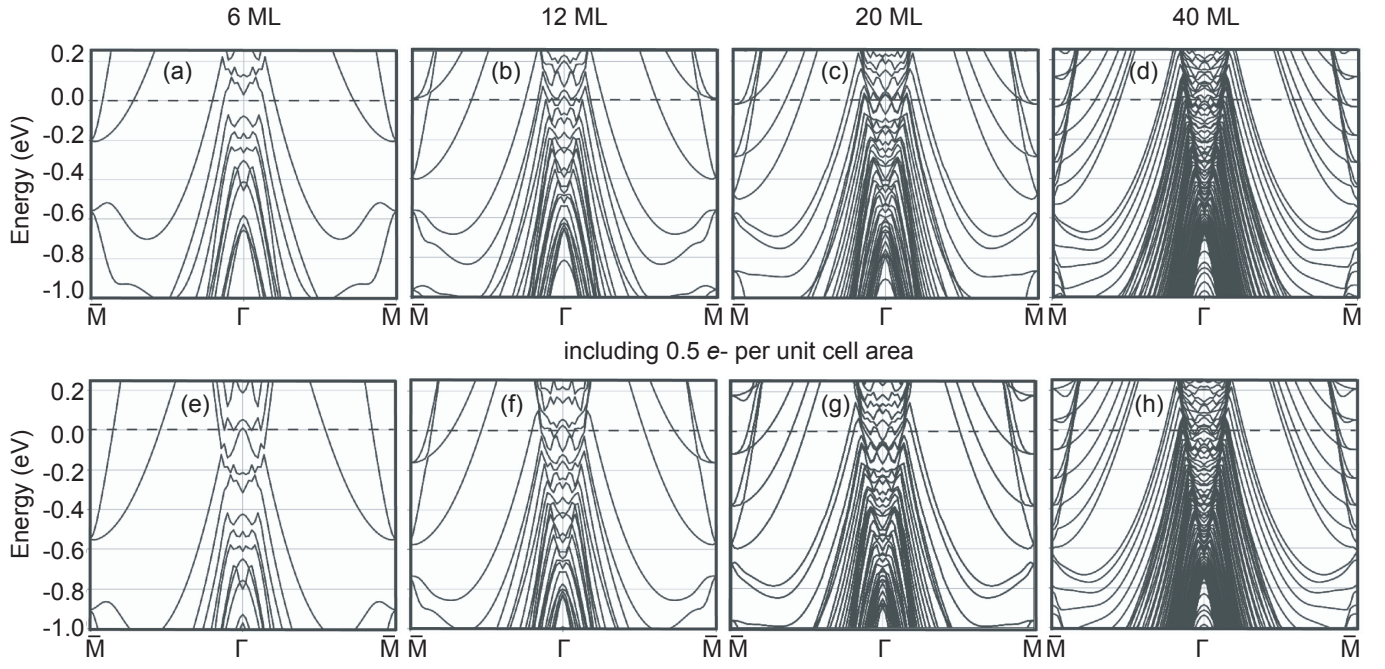 6 ML 12 ML 20 ML 40 ML
(a) (b) (c) (d)
Energy (eV)
0.2
0.0
-0.2
-0.4
-0.6
-0.8
-1.0
M̄ Γ M̄ M̄ Γ M̄ M̄ Γ M̄ M̄ Γ M̄
including 0.5 e- per unit cell area
(e) (f) (g) (h)
Energy (eV)
0.2
0.0
-0.2
-0.4
-0.6
-0.8
-1.0
M̄ Γ M̄ M̄ Γ M̄ M̄ Γ M̄ M̄ Γ M̄